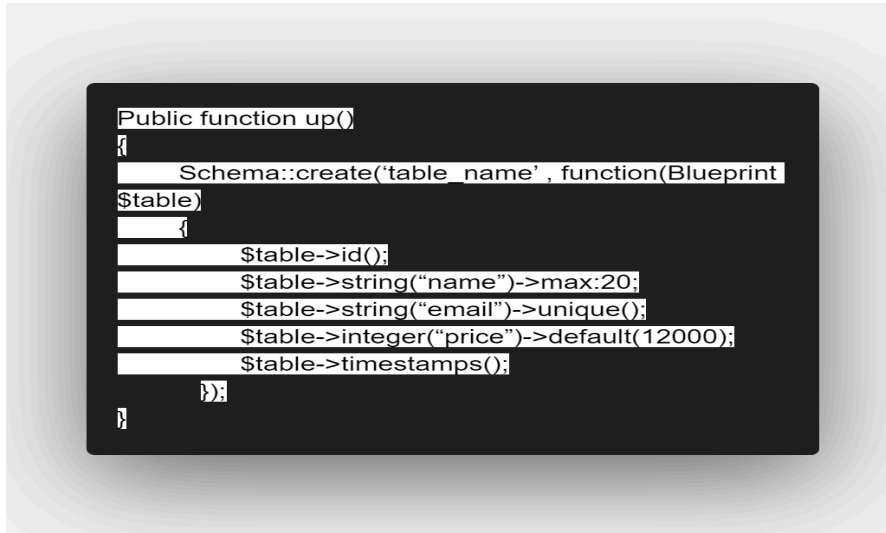 Public function up()
{
Schema::create(‘table_name’ , function(Blueprint
$table)
{
$table->id();
$table->string(“name”)->max:20;
$table->string(“email”)->unique();
$table->integer(“price”)->default(12000);
$table->timestamps();
});
}